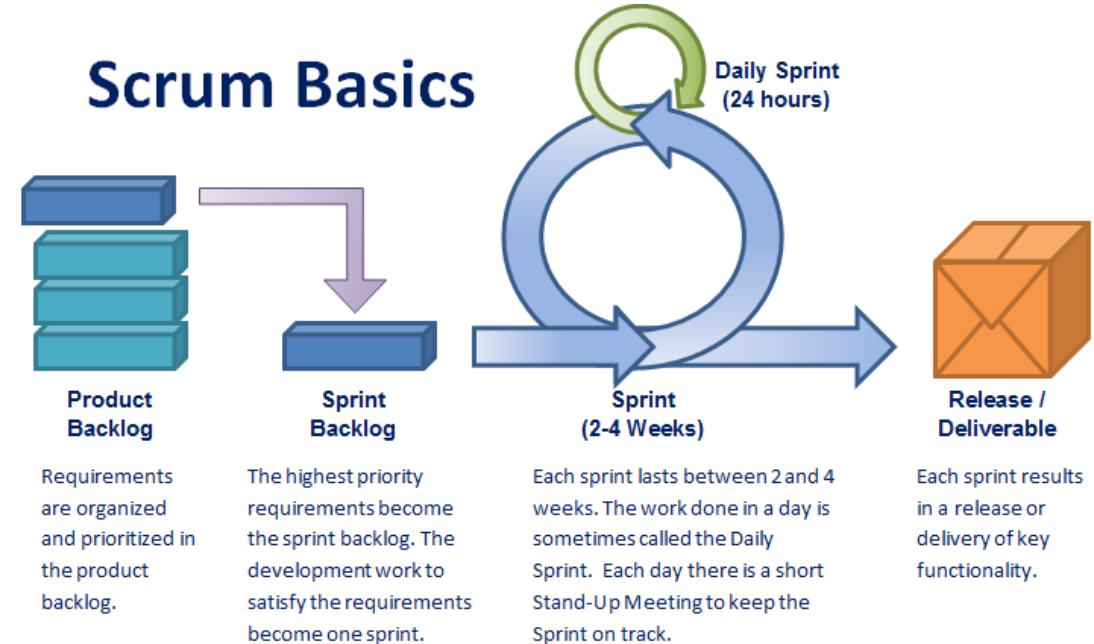 Scrum Basics
Daily Sprint
(24 hours)
Product
Backlog
Requirements
are organized
and prioritized in
the product
backlog.
Sprint
Backlog
The highest priority
requirements become
the sprint backlog. The
development work to
satisfy the requirements
become one sprint.
Sprint
(2-4 Weeks)
Each sprint lasts between 2 and 4
weeks. The work done in a day is
sometimes called the Daily
Sprint. Each day there is a short
Stand-Up Meeting to keep the
Sprint on track.
Release /
Deliverable
Each sprint results
in a release or
delivery of key
functionality.